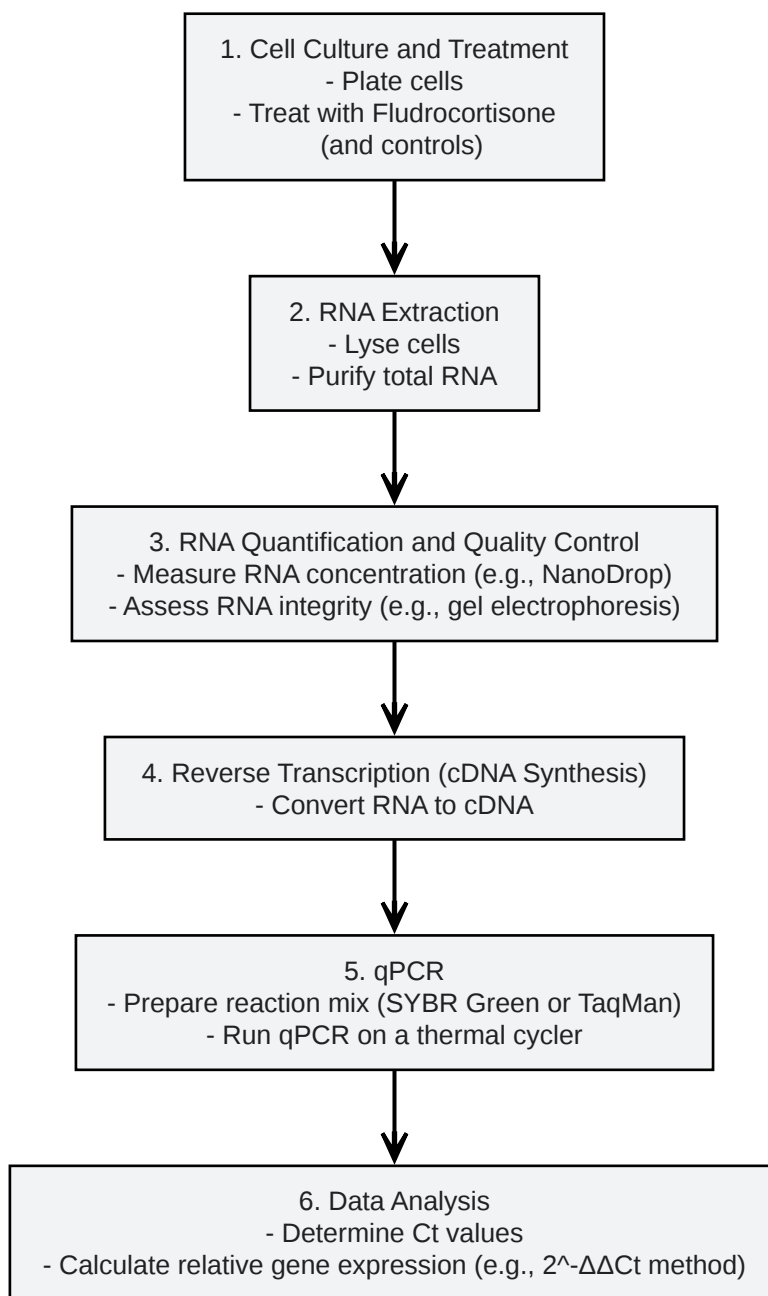 1. Cell Culture and Treatment
- Plate cells
- Treat with Fludrocortisone
(and controls)
2. RNA Extraction
- Lyse cells
- Purify total RNA
3. RNA Quantification and Quality Control
- Measure RNA concentration (e.g., NanoDrop)
- Assess RNA integrity (e.g., gel electrophoresis)
4. Reverse Transcription (cDNA Synthesis)
- Convert RNA to cDNA
5. qPCR
- Prepare reaction mix (SYBR Green or TaqMan)
- Run qPCR on a thermal cycler
6. Data Analysis
- Determine Ct values
- Calculate relative gene expression (e.g., 2^-ΔΔCt method)